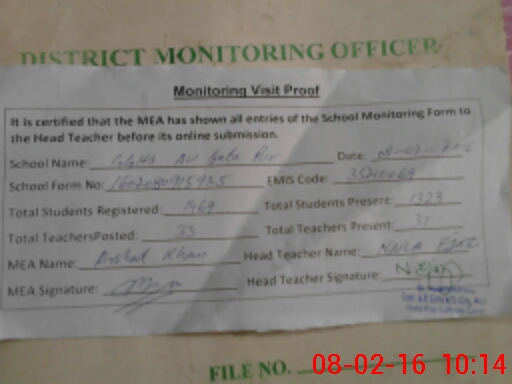 DISTRICT MONITORING OFFICER
Monitoring Visit Proof
It is certified that the MEA has shown all entries of the School Monitoring Form to
the Head Teacher before its online submission.
School Name: Date: 08-02-2016
School Form No: EMIS Code:
Total Students Registered: 1469 Total Students Present: 1323
Total TeachersPosted: 33 Total Teachers Present: 31
MEA Name: Arshad Khan Head Teacher Name: NAILA
MEA Signature: Head Teacher Signature:
FILE NO.
08-02-16 10:14